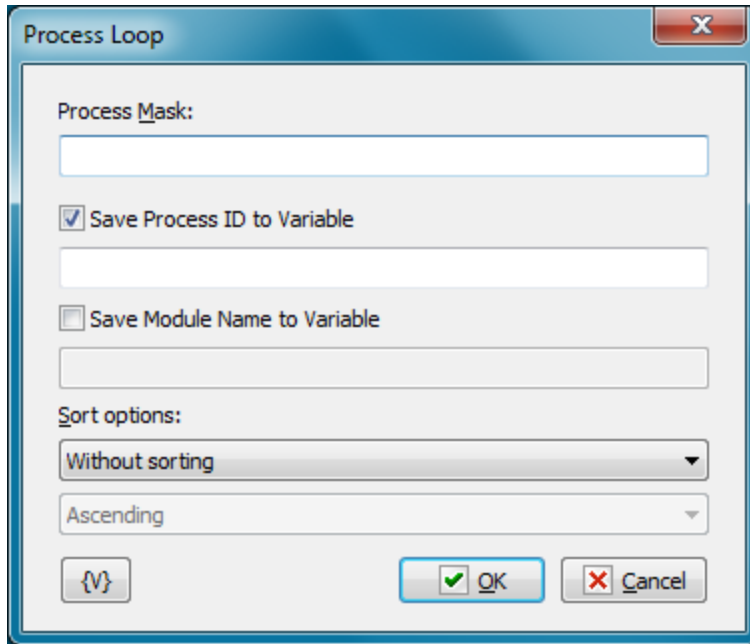 Process Loop
Process Mask:
Save Process ID to Variable
Save Module Name to Variable
Sort options:
Without sorting
Ascending
{V} OK Cancel